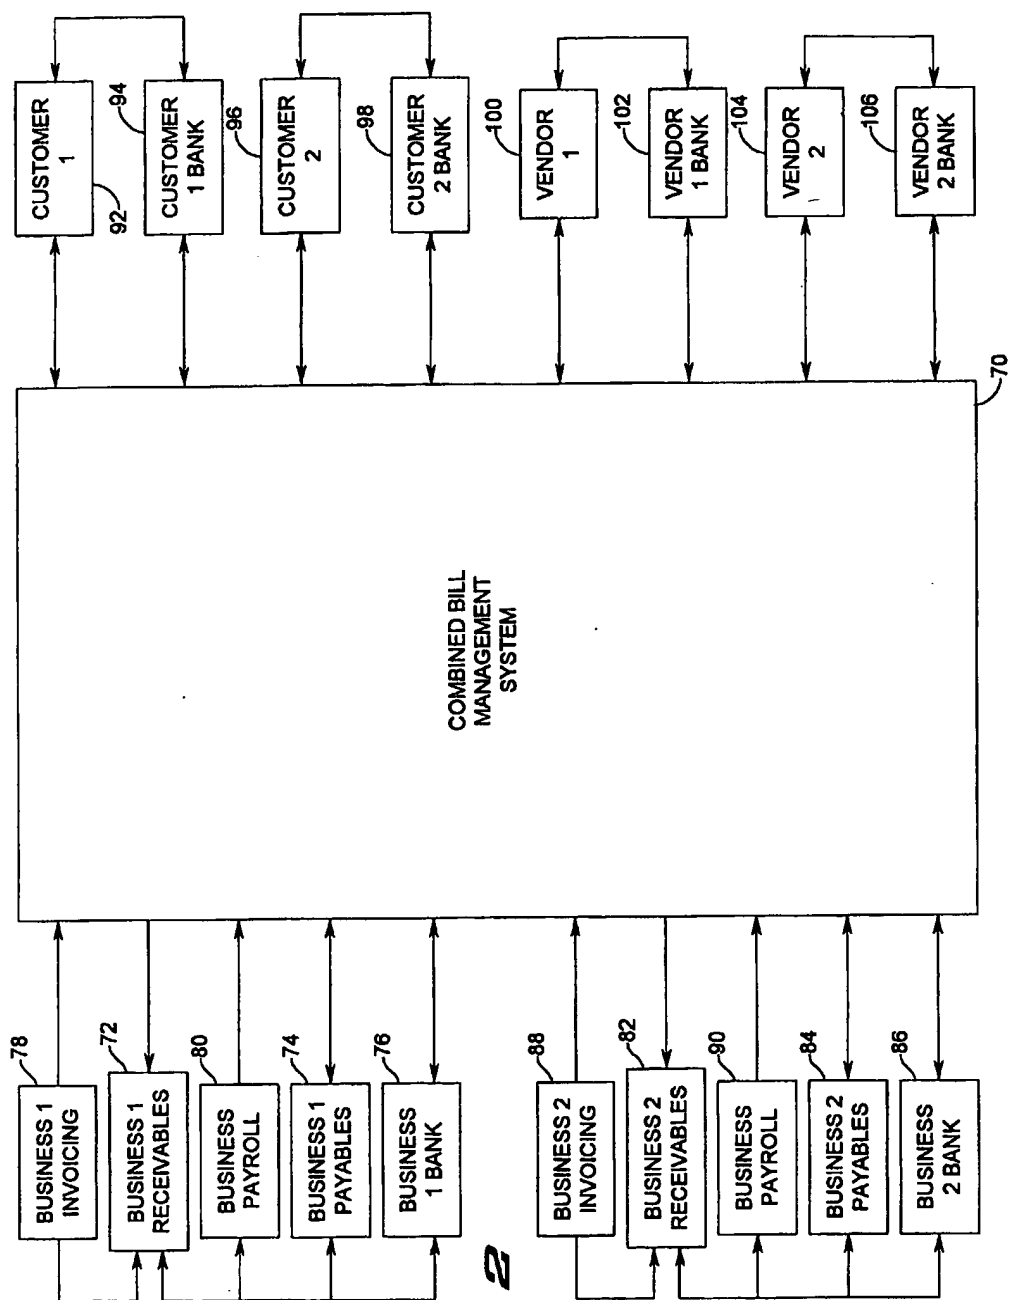 78
BUSINESS 1
INVOICING
72
BUSINESS 1
RECEIVABLES
80
BUSINESS
PAYROLL
74
BUSINESS 1
PAYABLES
76
BUSINESS
1 BANK
88
BUSINESS 2
INVOICING
82
BUSINESS 2
RECEIVABLES
90
BUSINESS
PAYROLL
84
BUSINESS 2
PAYABLES
86
BUSINESS
2 BANK
2
COMBINED BILL
MANAGEMENT
SYSTEM
70
CUSTOMER
1
92
94
CUSTOMER
1 BANK
96
CUSTOMER
2
98
CUSTOMER
2 BANK
100
VENDOR
1
102
VENDOR
1 BANK
104
VENDOR
2
106
VENDOR
2 BANK